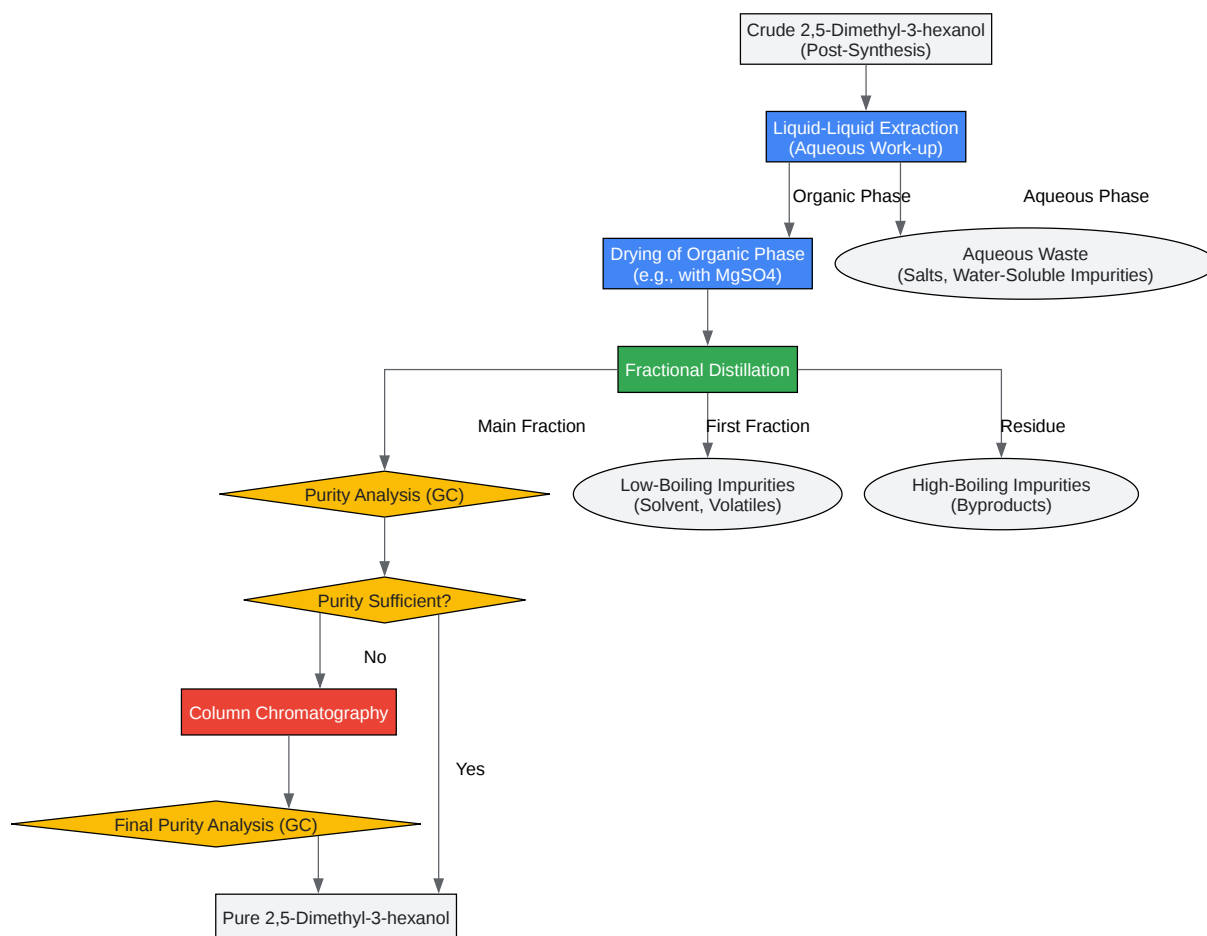 Crude 2,5-Dimethyl-3-hexanol
(Post-Synthesis)
Liquid-Liquid Extraction
(Aqueous Work-up)
Organic Phase
Aqueous Phase
Drying of Organic Phase
(e.g., with MgSO4)
Aqueous Waste
(Salts, Water-Soluble Impurities)
Fractional Distillation
Main Fraction
First Fraction
Residue
Purity Analysis (GC)
Low-Boiling Impurities
(Solvent, Volatiles)
High-Boiling Impurities
(Byproducts)
Purity Sufficient?
No
Column Chromatography
Yes
Final Purity Analysis (GC)
Pure 2,5-Dimethyl-3-hexanol